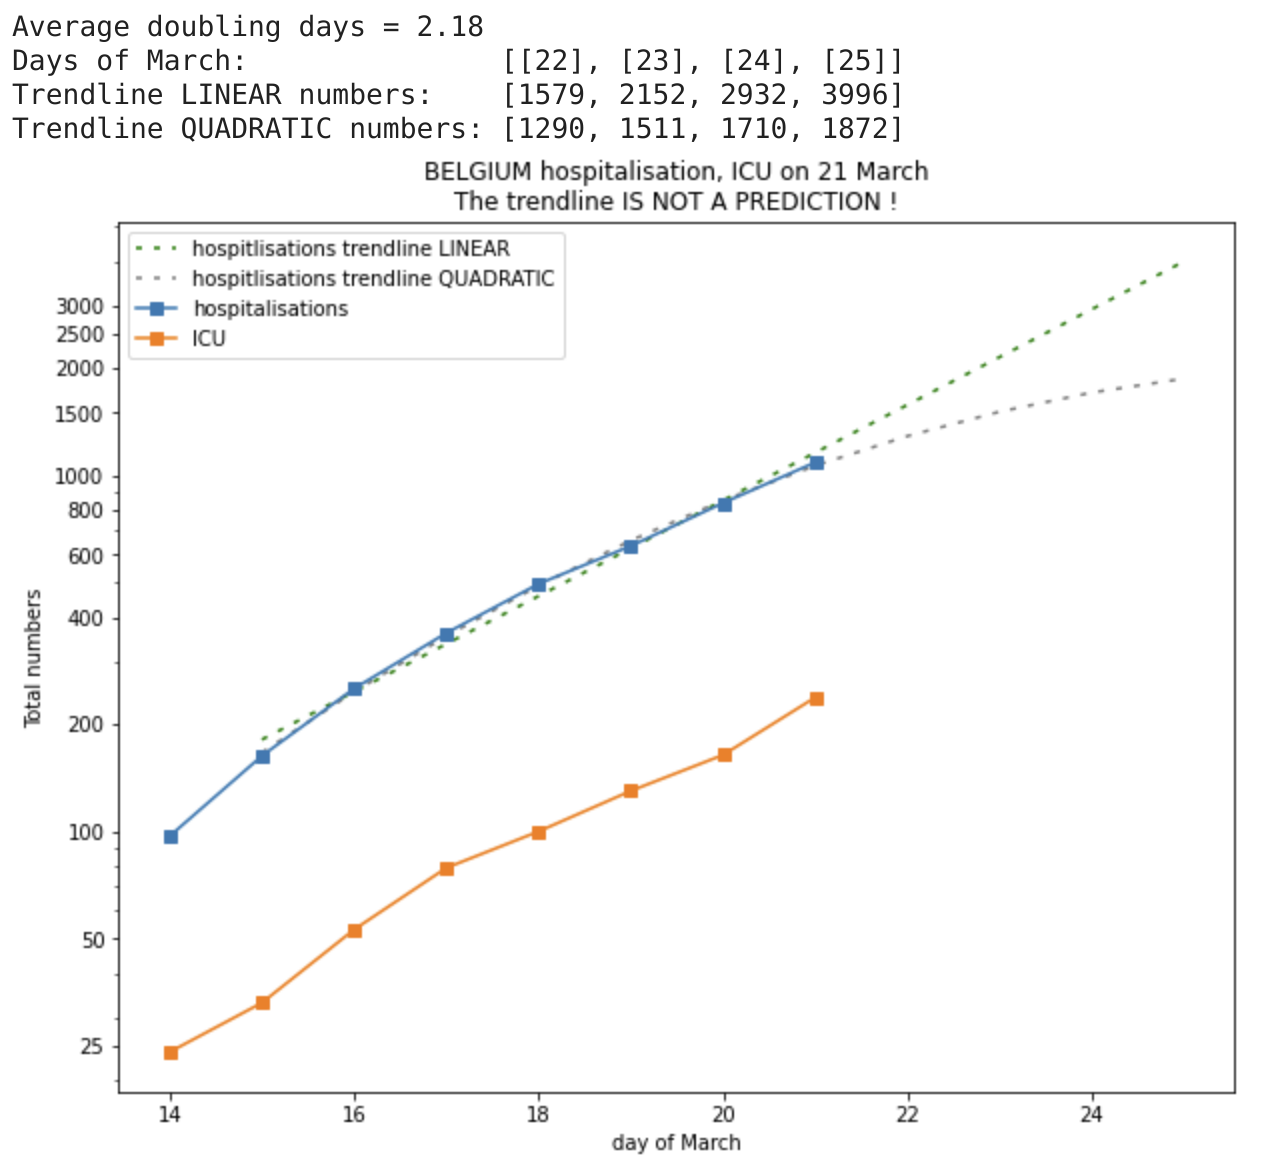 Average doubling days = 2.18
Days of March: [[22], [23], [24], [25]]
Trendline LINEAR numbers: [1579, 2152, 2932, 3996]
Trendline QUADRATIC numbers: [1290, 1511, 1710, 1872]
BELGIUM hospitalisation, ICU on 21 March
The trendline IS NOT A PREDICTION !
hospitlisations trendline LINEAR
hospitlisations trendline QUADRATIC
hospitalisations
ICU
3000
2500
2000
1500
1000
800
600
400
200
100
50
25
Total numbers
14 16 18 20 22 24
day of March